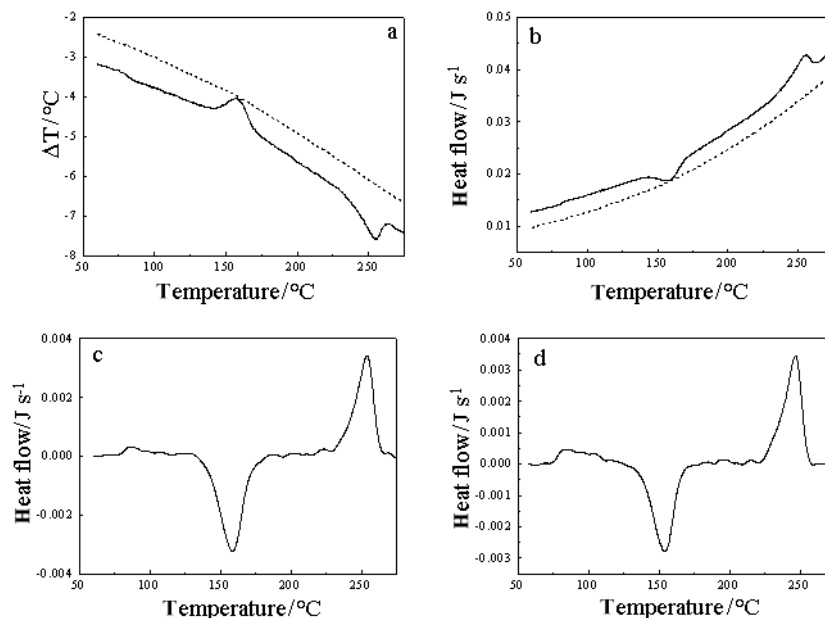 a
-2
-3
-4
-5
-6
-7
-8
ΔT/°C
50 100 150 200 250
Temperature/°C
b
0.05
0.04
0.03
0.02
0.01
Heat flow/J s
50 100 150 200 250
Temperature/°C
c
0.004
0.002
0.000
-0.002
-0.004
Heat flow/J s-1
50 100 150 200 250
Temperature/°C
d
0.004
0.003
0.002
0.001
0.000
-0.001
-0.002
-0.003
Heat flow/J s-1
50 100 150 200 250
Temperature/°C